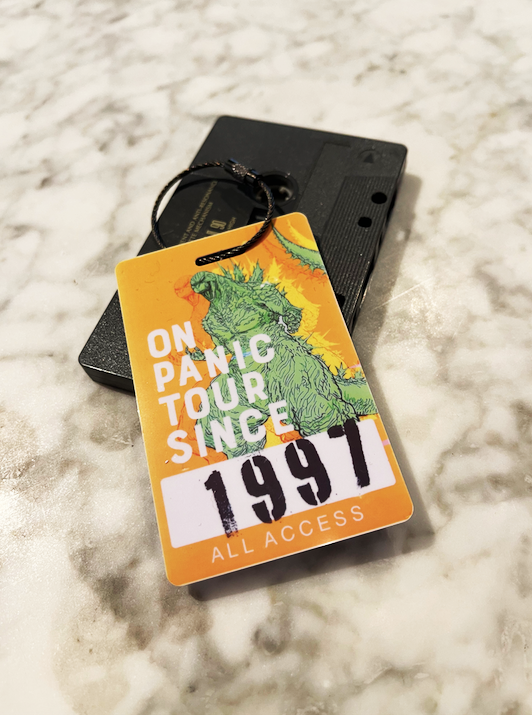 ON
PANIC
TOUR
SINCE
1997
ALL ACCESS